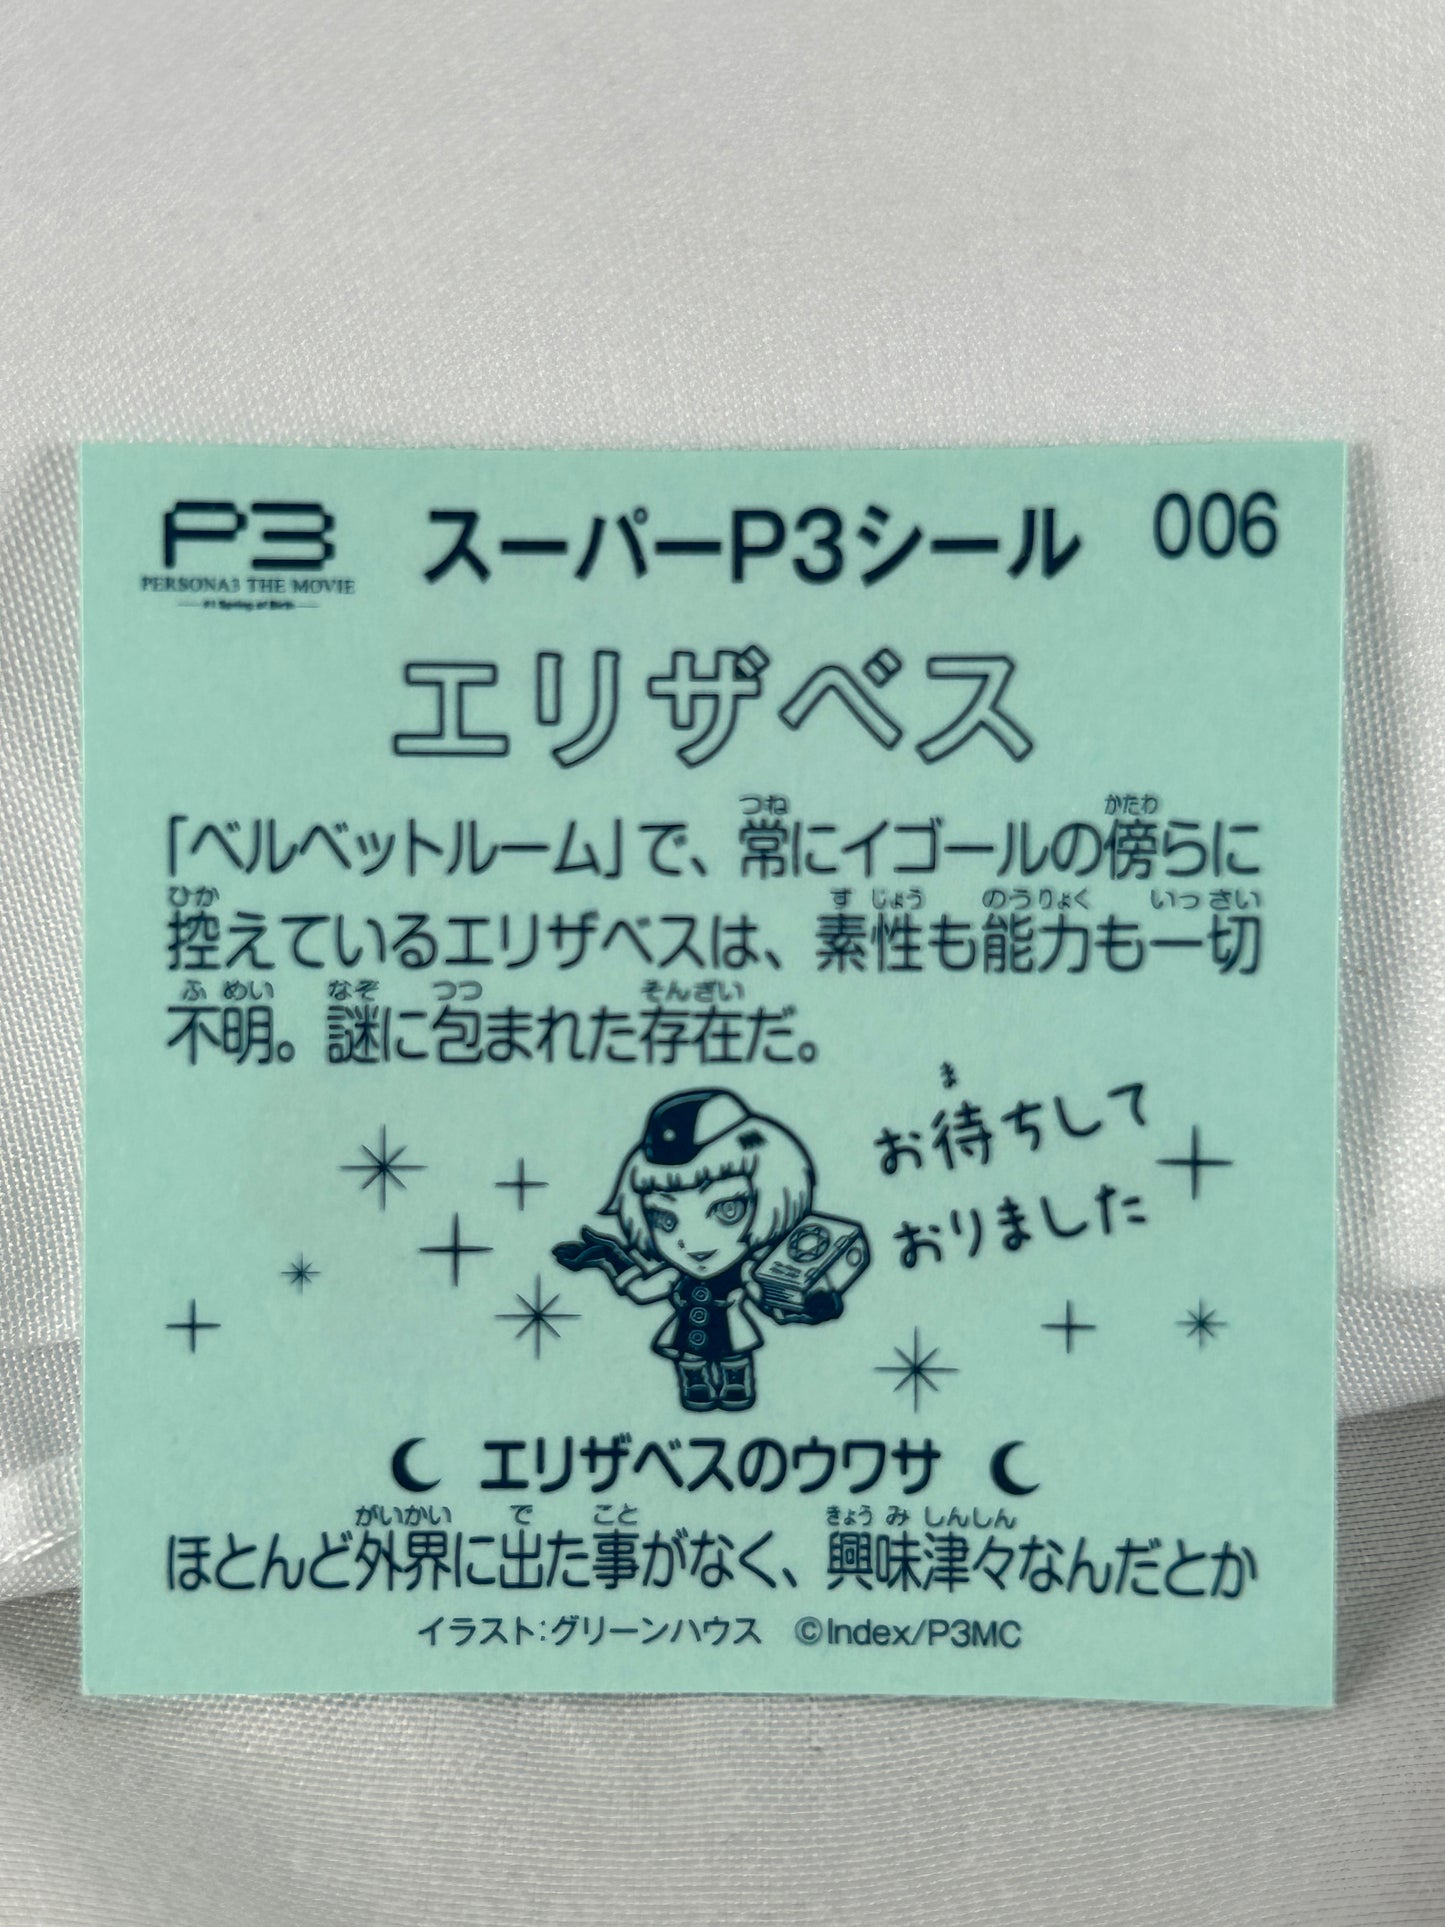 P3 スーパーP3シール 006
PERSONA3 THE MOVIE
#1 Spring of Birth
エリザベス
「ベルベットルーム」で、常にイゴールの傍らに
控えているエリザベスは、素性も能力も一切
不明。謎に包まれた存在だ。
お待ちして
おりました
エリザベスのウワサ
ほとんど外界に出た事がなく、興味津々なんだとか
イラスト:グリーンハウス ©Index/P3MC